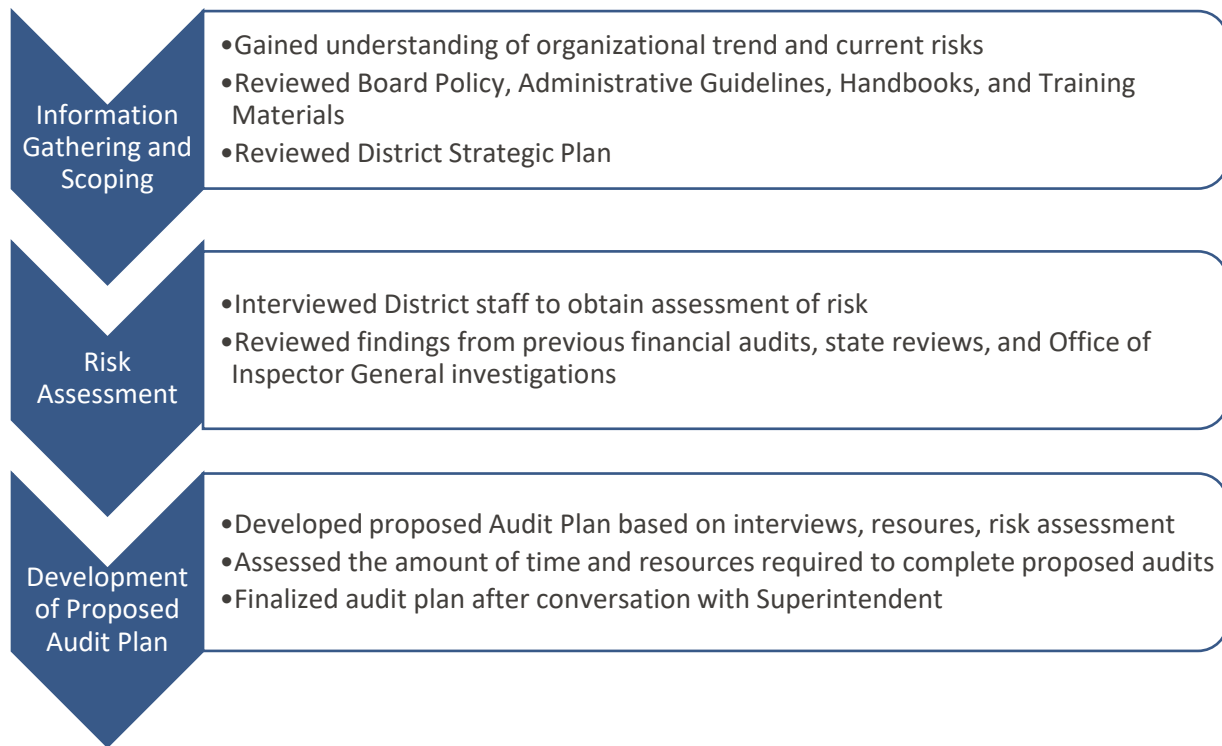 Information
Gathering and
Scoping
•Gained understanding of organizational trend and current risks
•Reviewed Board Policy, Administrative Guidelines, Handbooks, and Training
Materials
•Reviewed District Strategic Plan
Risk
Assessment
•Interviewed District staff to obtain assessment of risk
•Reviewed findings from previous financial audits, state reviews, and Office of
Inspector General investigations
Development
of Proposed
Audit Plan
•Developed proposed Audit Plan based on interviews, resoures, risk assessment
•Assessed the amount of time and resources required to complete proposed audits
•Finalized audit plan after conversation with Superintendent